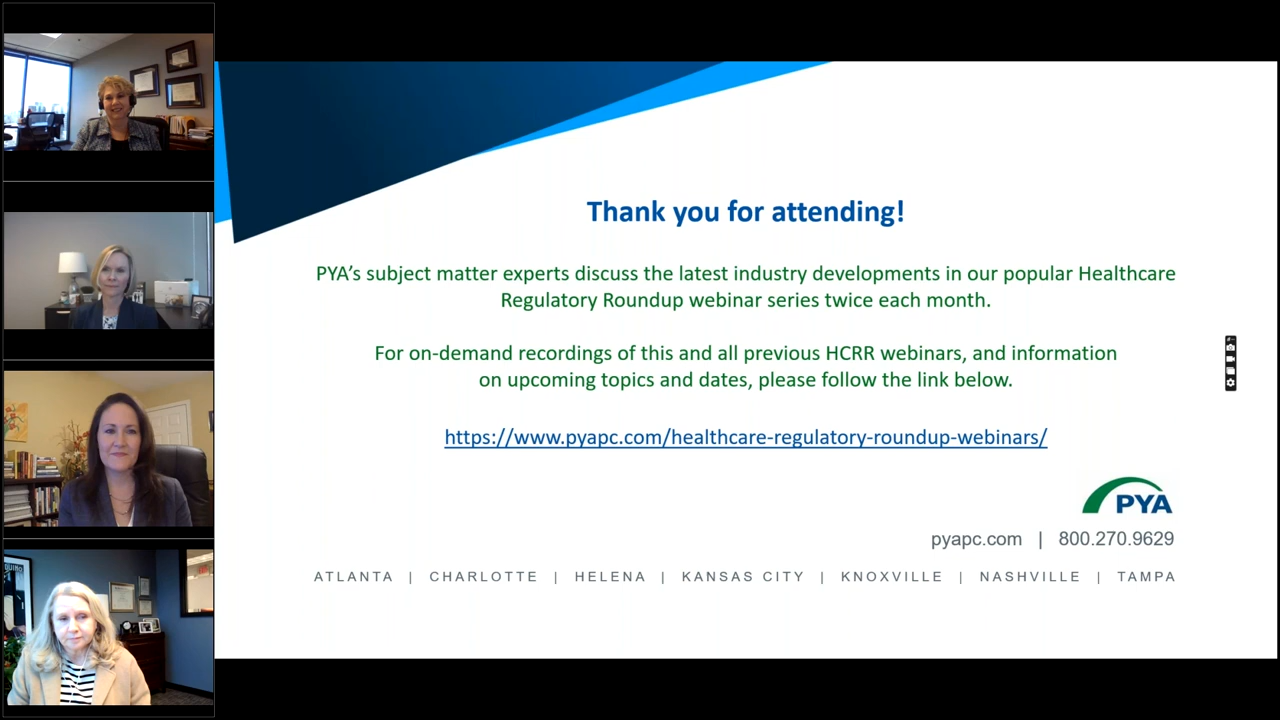 Thank you for attending!
PYA’s subject matter experts discuss the latest industry developments in our popular Healthcare
Regulatory Roundup webinar series twice each month.
For on-demand recordings of this and all previous HCRR webinars, and information
on upcoming topics and dates, please follow the link below.
https://www.pyapc.com/healthcare-regulatory-roundup-webinars/
PYA
pyapc.com | 800.270.9629
ATLANTA | CHARLOTTE | HELENA | KANSAS CITY | KNOXVILLE | NASHVILLE | TAMPA